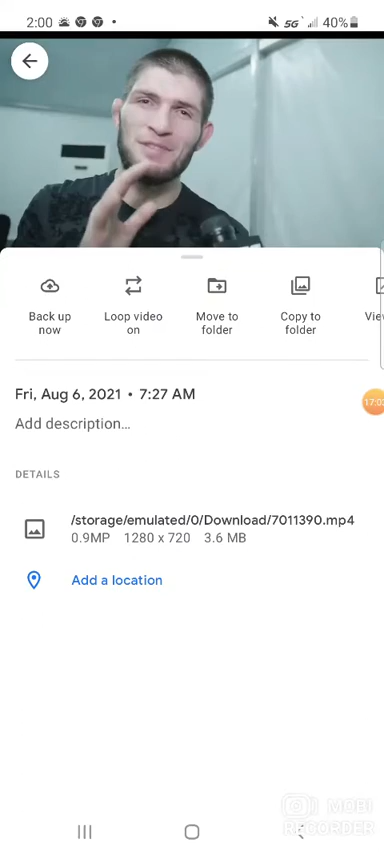 2:00 5G 40%
Back up now
Loop video on
Move to folder
Copy to folder
Fri, Aug 6, 2021 • 7:27 AM
Add description...
DETAILS
/storage/emulated/0/Download/7011390.mp4
0.9MP 1280 x 720 3.6 MB
Add a location
MOBI
RECORDER